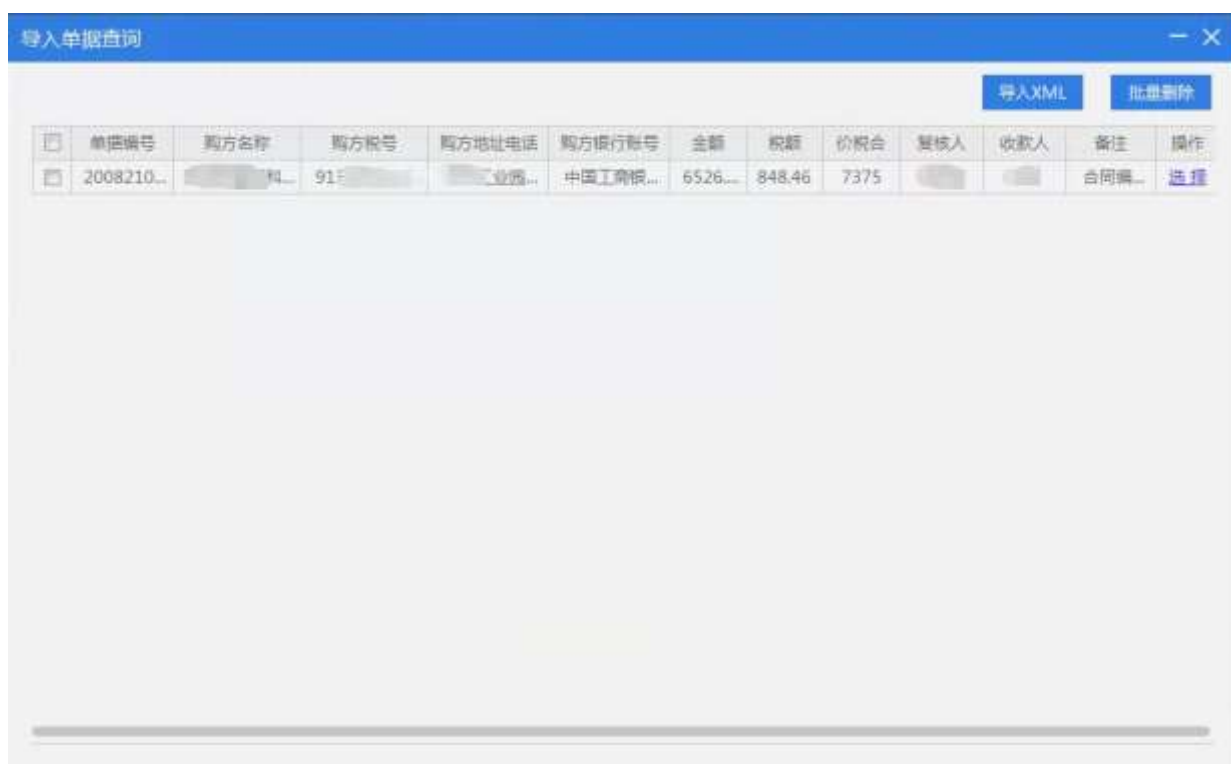 导入单据查询
导入XML 批量删除
单据编号 购方名称 购方税号 购方地址电话 购方银行账号 金额 税额 价税合 复核人 收款人 备注 操作
2008210... 科... 91 业园... 中国工商银... 6526.... 848.46 7375 合同编... 选择